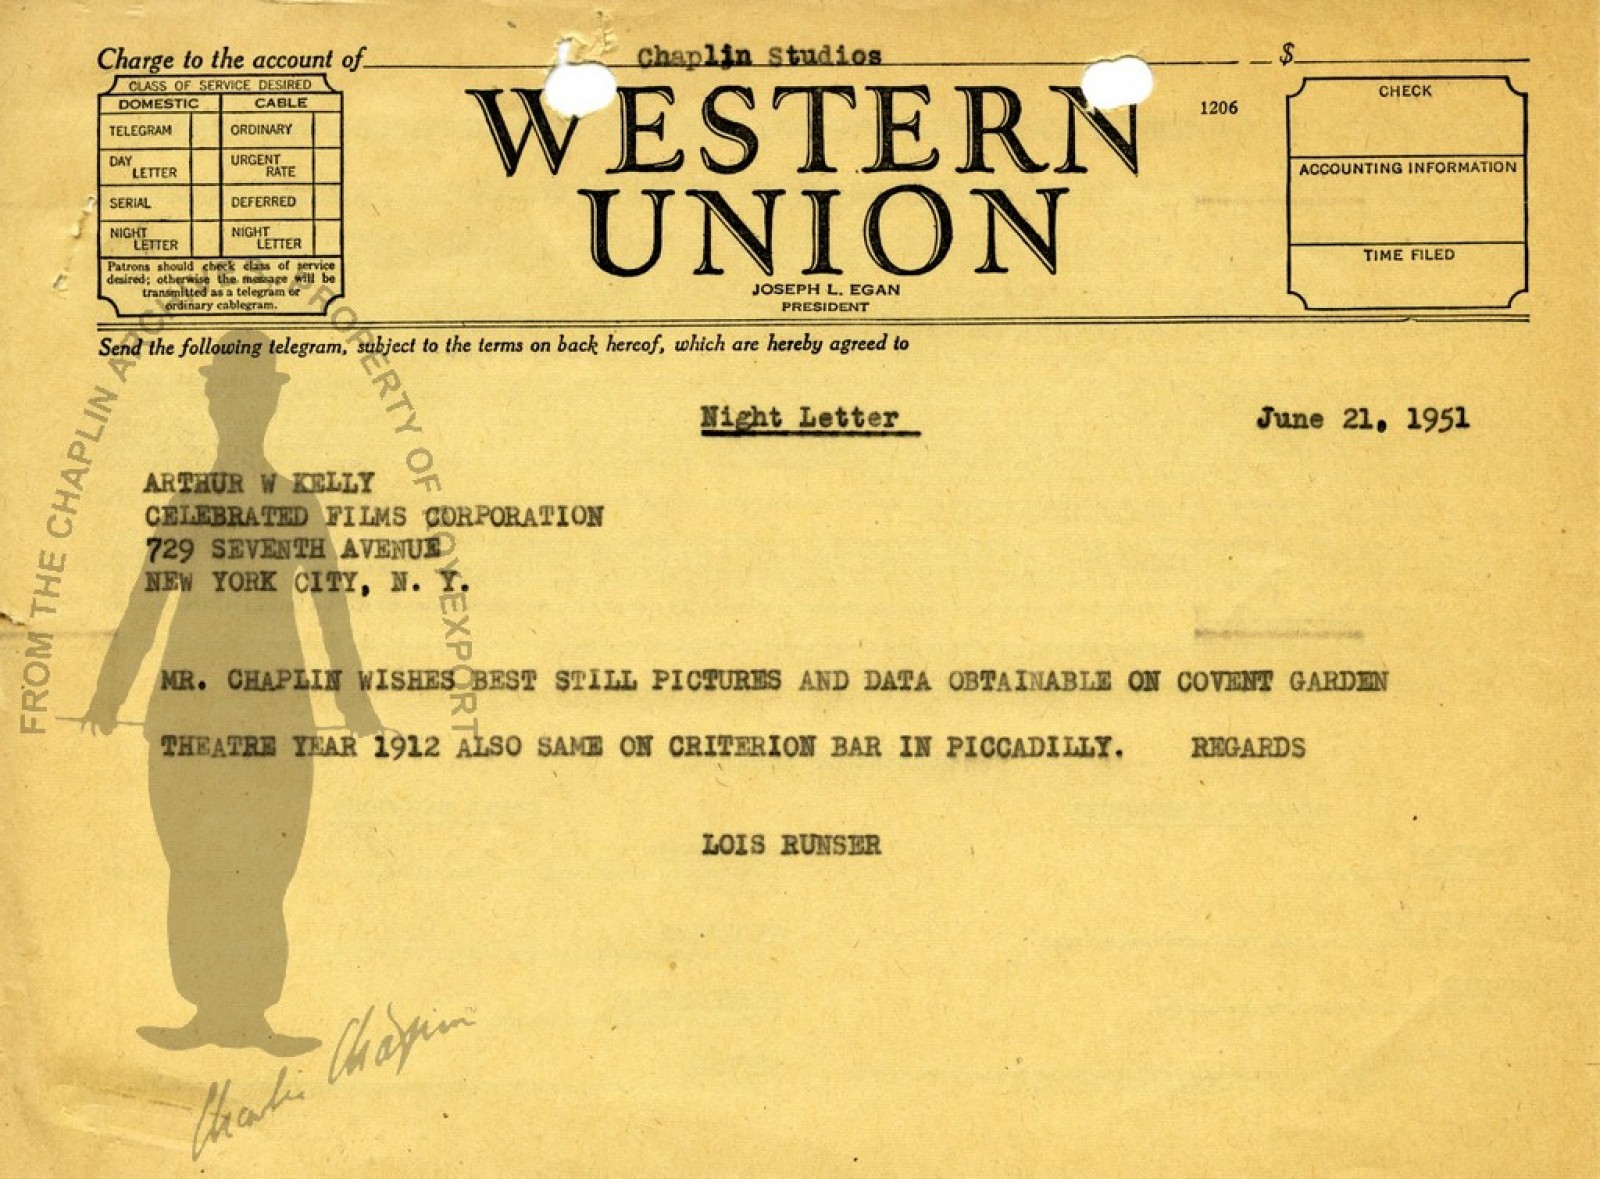 Charge to the account of Chaplin Studios $
CLASS OF SERVICE DESIRED
DOMESTIC CABLE
TELEGRAM ORDINARY
DAY LETTER URGENT RATE
SERIAL DEFERRED
NIGHT LETTER NIGHT LETTER
Patrons should check class of service
desired; otherwise the message will be
transmitted as a telegram or
ordinary cablegram.
WESTERN
UNION
JOSEPH L. EGAN
PRESIDENT
1206
CHECK
ACCOUNTING INFORMATION
TIME FILED
Send the following telegram, subject to the terms on back hereof, which are hereby agreed to
Night Letter June 21, 1951
ARTHUR W KELLY
CELEBRATED FILMS CORPORATION
729 SEVENTH AVENUE
NEW YORK CITY, N. Y.
MR. CHAPLIN WISHES BEST STILL PICTURES AND DATA OBTAINABLE ON COVENT GARDEN
THEATRE YEAR 1912 ALSO SAME ON CRITERION BAR IN PICCADILLY. REGARDS
LOIS RUNSER
FROM THE CHAPLIN PROPERTY OF ROY EXPORT
Charlie Chaplin